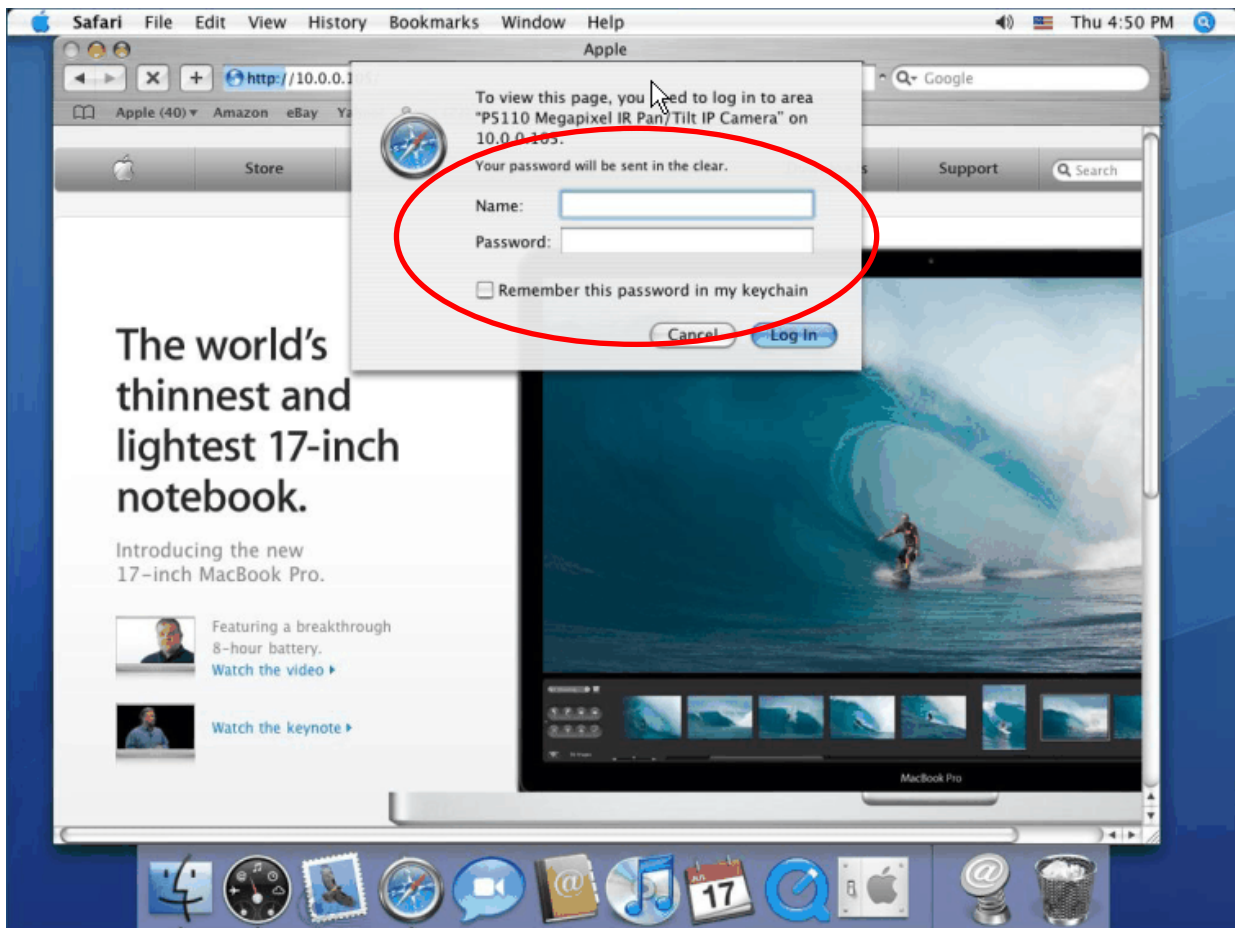 Safari File Edit View History Bookmarks Window Help Thu 4:50 PM
Apple
http://10.0.0.1 Google
Apple (40) Amazon eBay
To view this page, you need to log in to area
"P5110 Megapixel IR Pan/Tilt IP Camera" on
10.0.0.105.
Your password will be sent in the clear.
Name:
Password:
Remember this password in my keychain
Cancel Log In
Store Support Search
The world's
thinnest and
lightest 17-inch
notebook.
Introducing the new
17-inch MacBook Pro.
Featuring a breakthrough
8-hour battery.
Watch the video
Watch the keynote
MacBook Pro
17